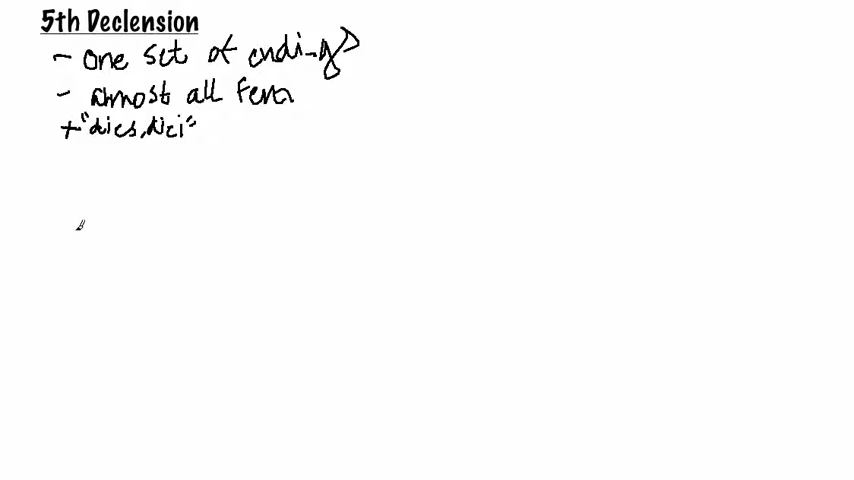 5th Declension
- one set of endings
- almost all fem
+ "dies, diei"